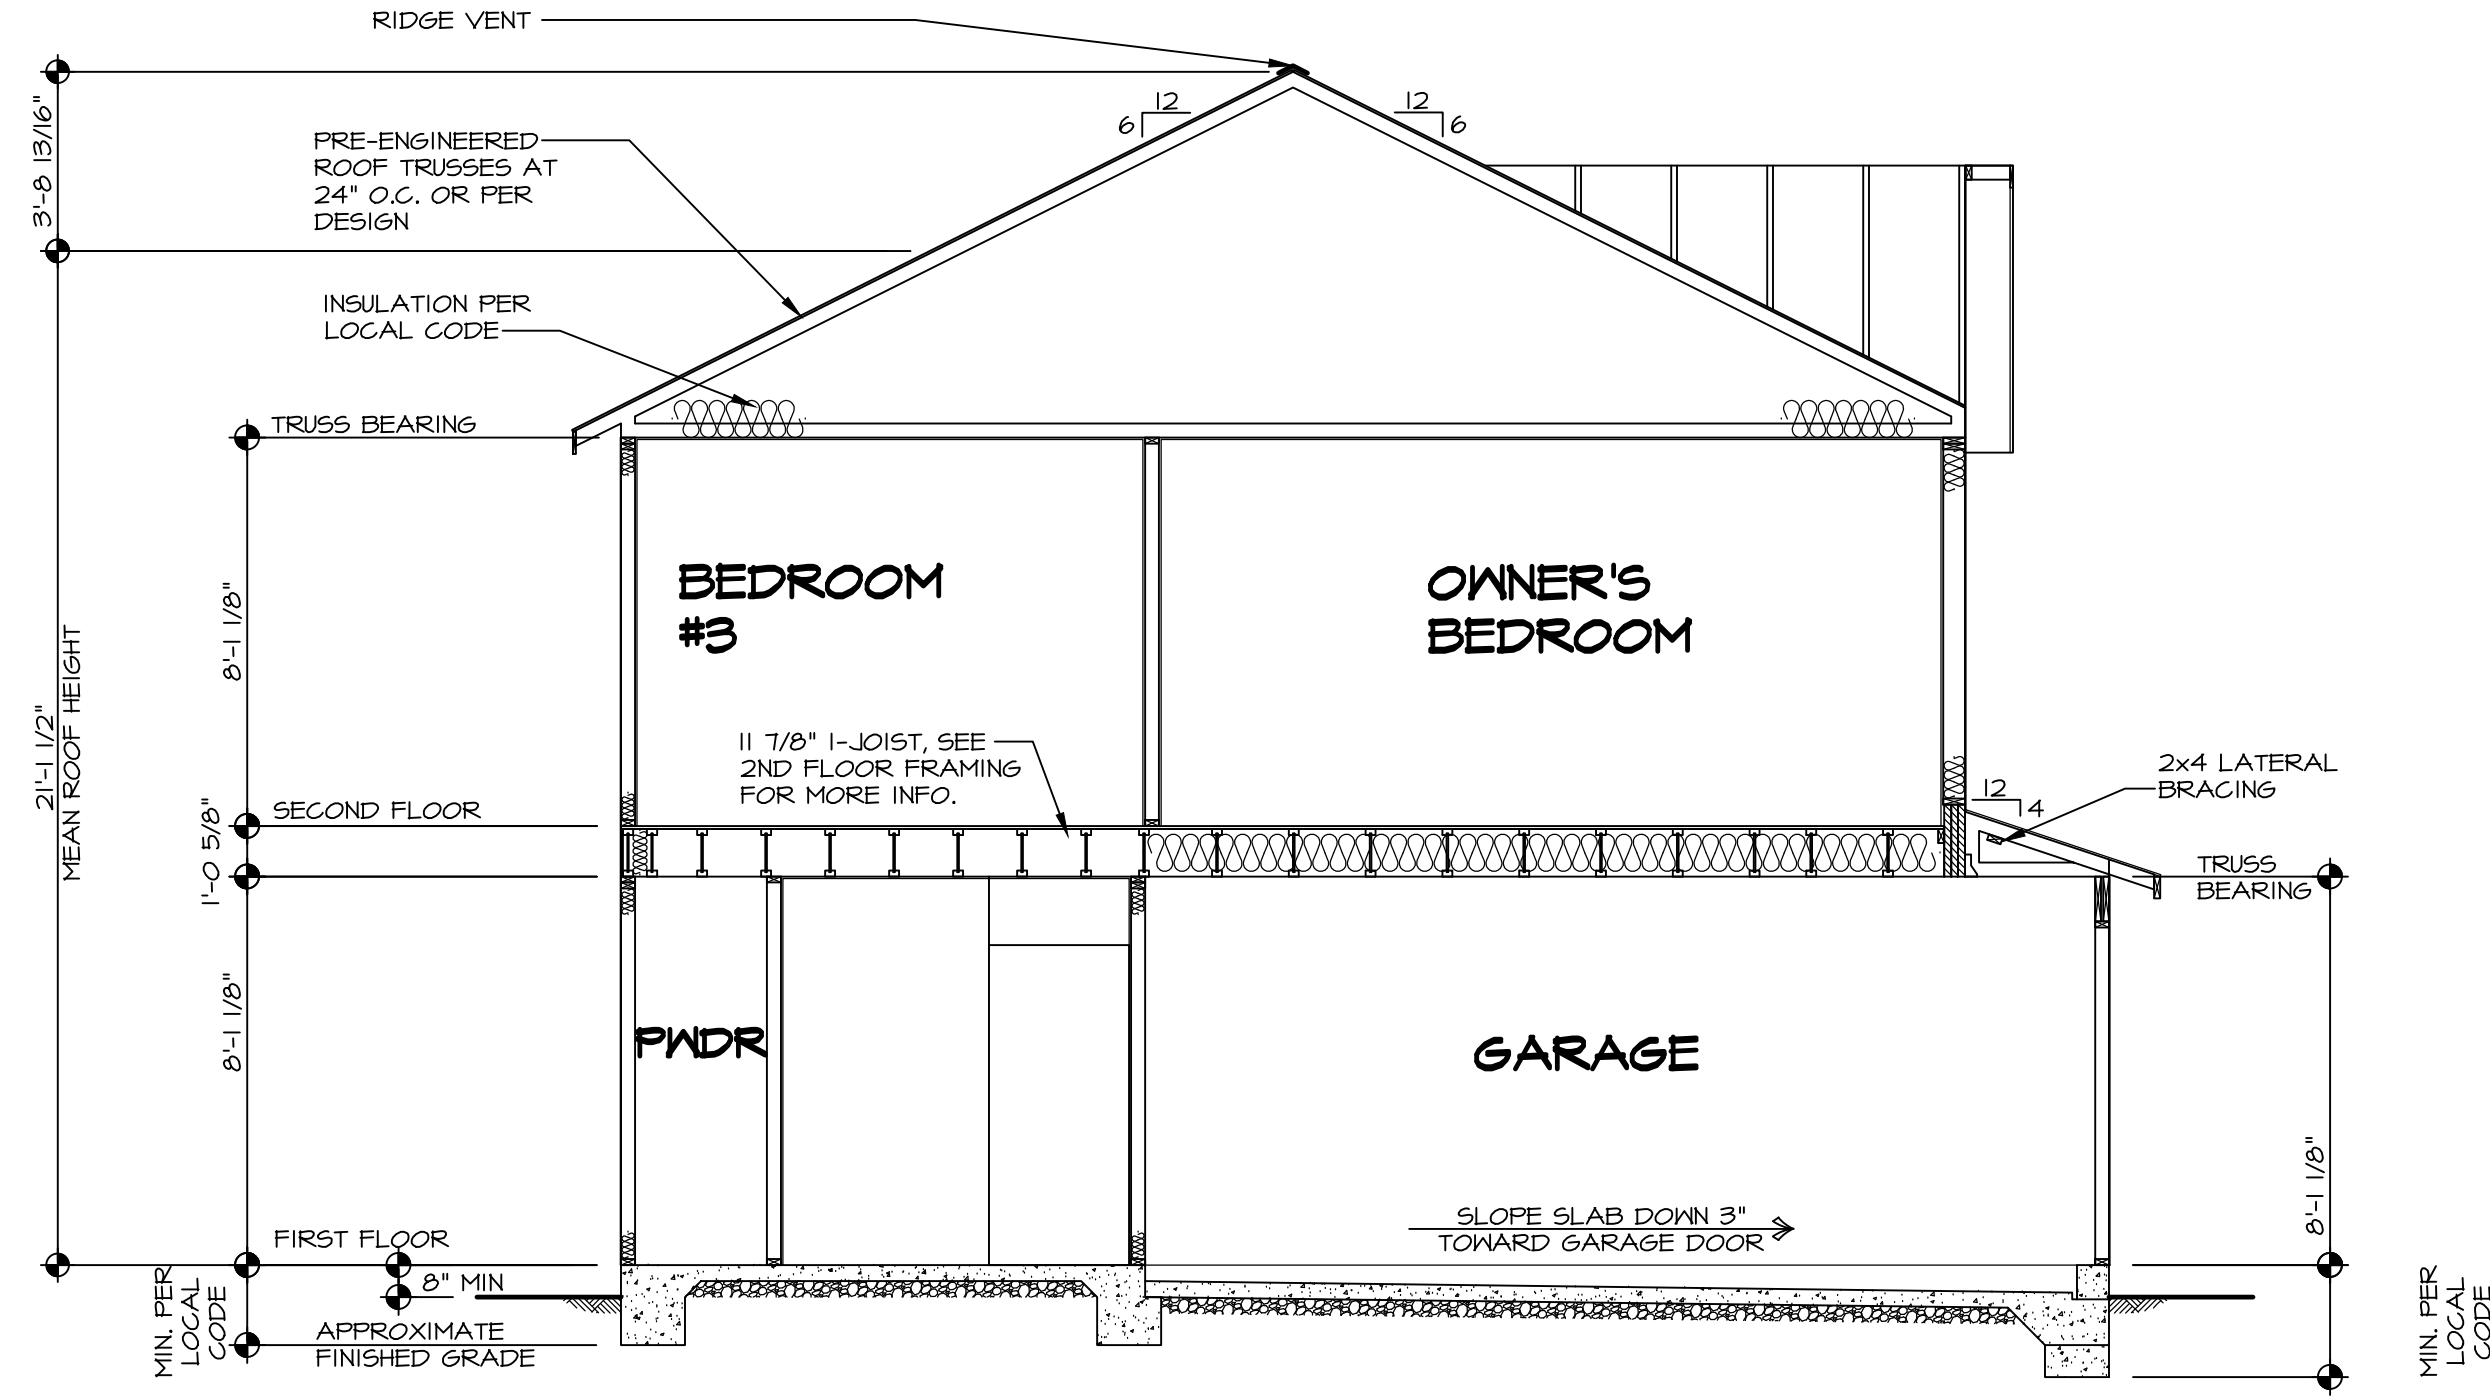 RIDGE VENT
12
6
12
6
3'-8 13/16"
PRE-ENGINEERED
ROOF TRUSSES AT
24" O.C. OR PER
DESIGN
INSULATION PER
LOCAL CODE
TRUSS BEARING
BEDROOM
#3
OWNER'S
BEDROOM
8'-1 1/8"
21'-1 1/2"
MEAN ROOF HEIGHT
11 7/8" I-JOIST, SEE
2ND FLOOR FRAMING
FOR MORE INFO.
2x4 LATERAL
BRACING
12
4
SECOND FLOOR
1'-0 5/8"
TRUSS
BEARING
8'-1 1/8"
PWDR
GARAGE
8'-1 1/8"
SLOPE SLAB DOWN 3"
TOWARD GARAGE DOOR
FIRST FLOOR
8" MIN
MIN. PER
LOCAL
CODE
APPROXIMATE
FINISHED GRADE
MIN. PER
LOCAL
CODE